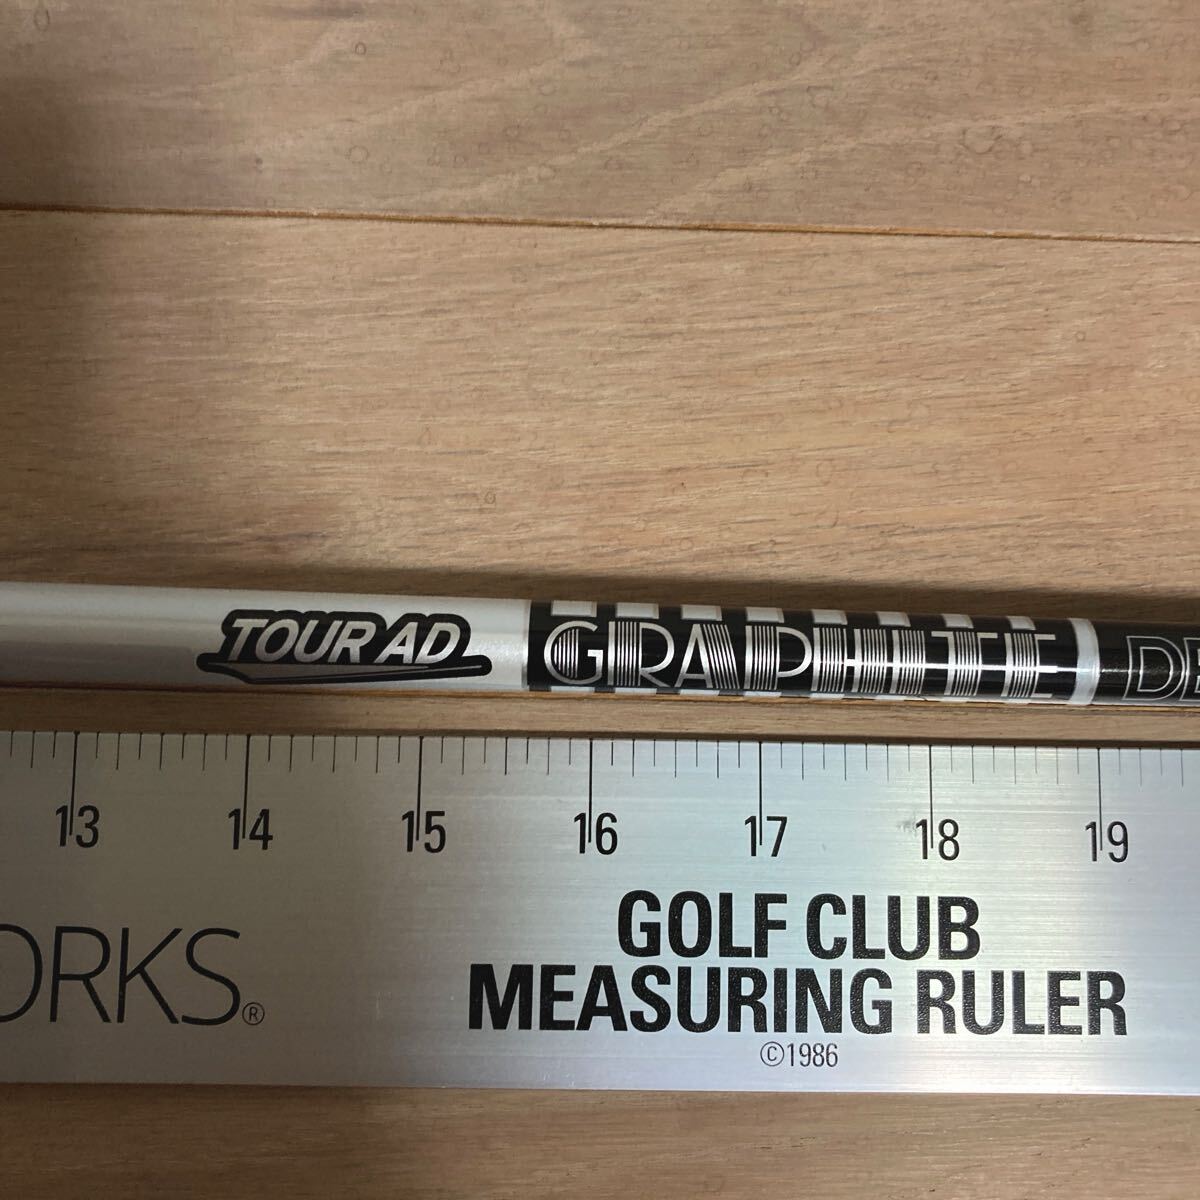 TOUR AD GRAPHITE DE
13 14 15 16 17 18 19
ORKS®
GOLF CLUB
MEASURING RULER
©1986